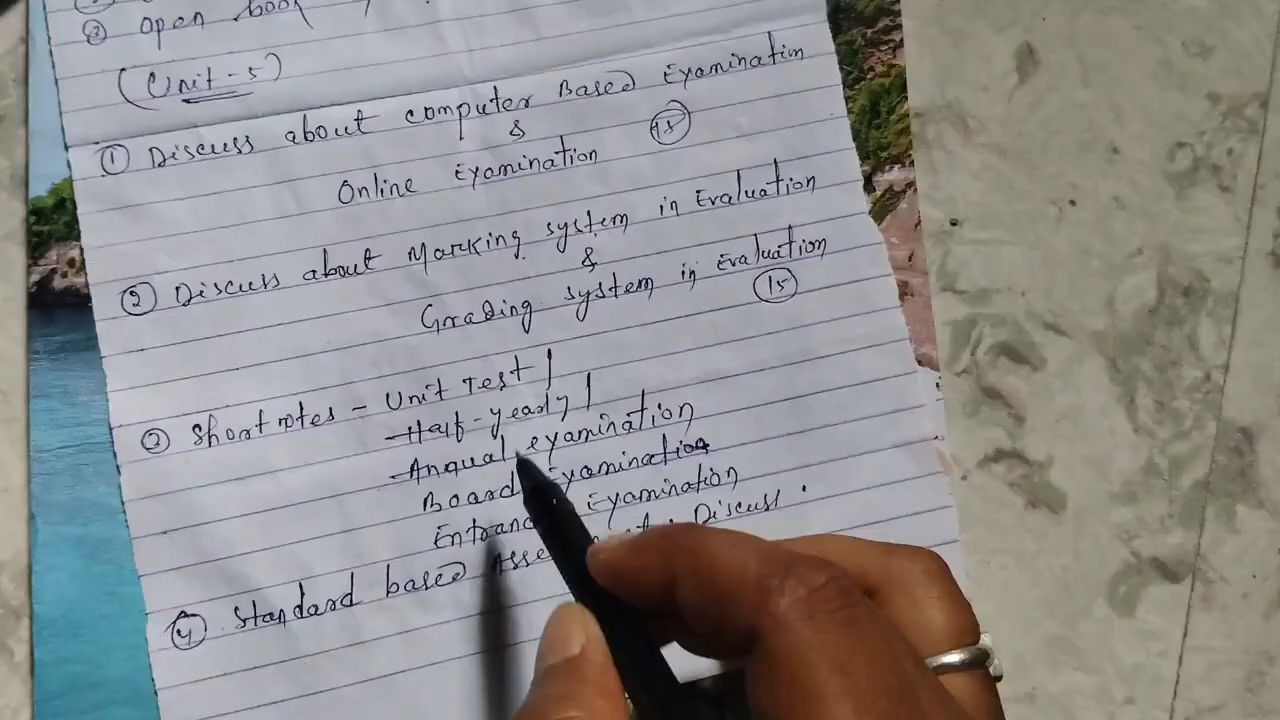 ② open book
(Unit-5)
① Discuss about computer Based Examination
&
Online Examination
② Discuss about Marking system in Evaluation
&
Grading system in Evaluation
⑮
③ Short notes - Unit Test /
- Half-yearly /
- Annual examination
Board Examination
Entrance Examination
④ Standard based Discuss.